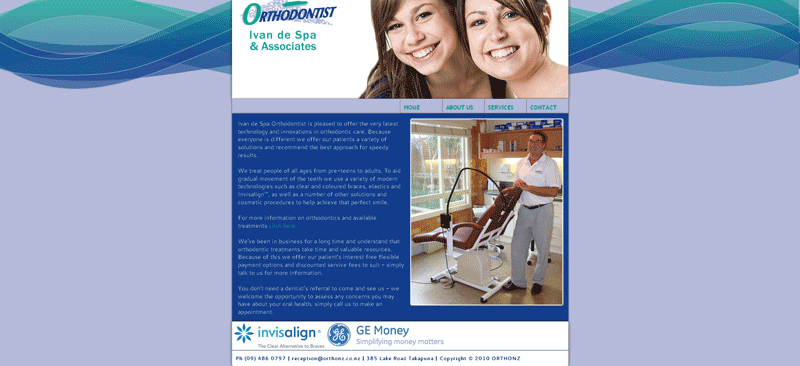 ORTHODONTIST
Ivan de Spa
& Associates
HOME
ABOUT US
SERVICES
CONTACT
Ivan de Spa Orthodontist is pleased to offer the very latest
technology and innovations in orthodontic care. Because
everyone is different we offer our patients a variety of
solutions and recommend the best approach for speedy
results.
We treat people of all ages from pre-teens to adults. To aid
gradual movement of the teeth we use a variety of modern
technologies such as clear and coloured braces, elastics and
Invisalign™, as well as a number of other solutions and
cosmetic procedures to help achieve that perfect smile.
For more information on orthodontics and available
treatments click here.
We've been in business for a long time and understand that
orthodontic treatments take time and valuable resources.
Because of this we offer our patient's interest free flexible
payment options and discounted service fees to suit - simply
talk to us for more information.
You don't need a dentist's referral to come and see us - we
welcome the opportunity to assess any concerns you may
have about your oral health, simply call us to make an
appointment.
invisalign®
The Clear Alternative to Braces
GE Money
Simplifying money matters
Ph (09) 486 0797 | reception@orthonz.co.nz | 385 Lake Road Takapuna | Copyright © 2010 ORTHONZ